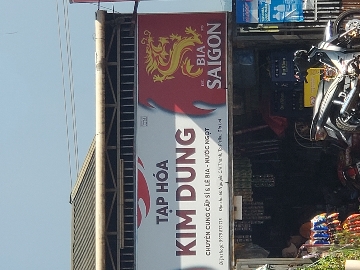 BIA
SAIGON
TẠP HÓA
KIM DUNG
CHUYÊN CUNG CẤP SỈ & LẺ BIA - NƯỚC NGỌT